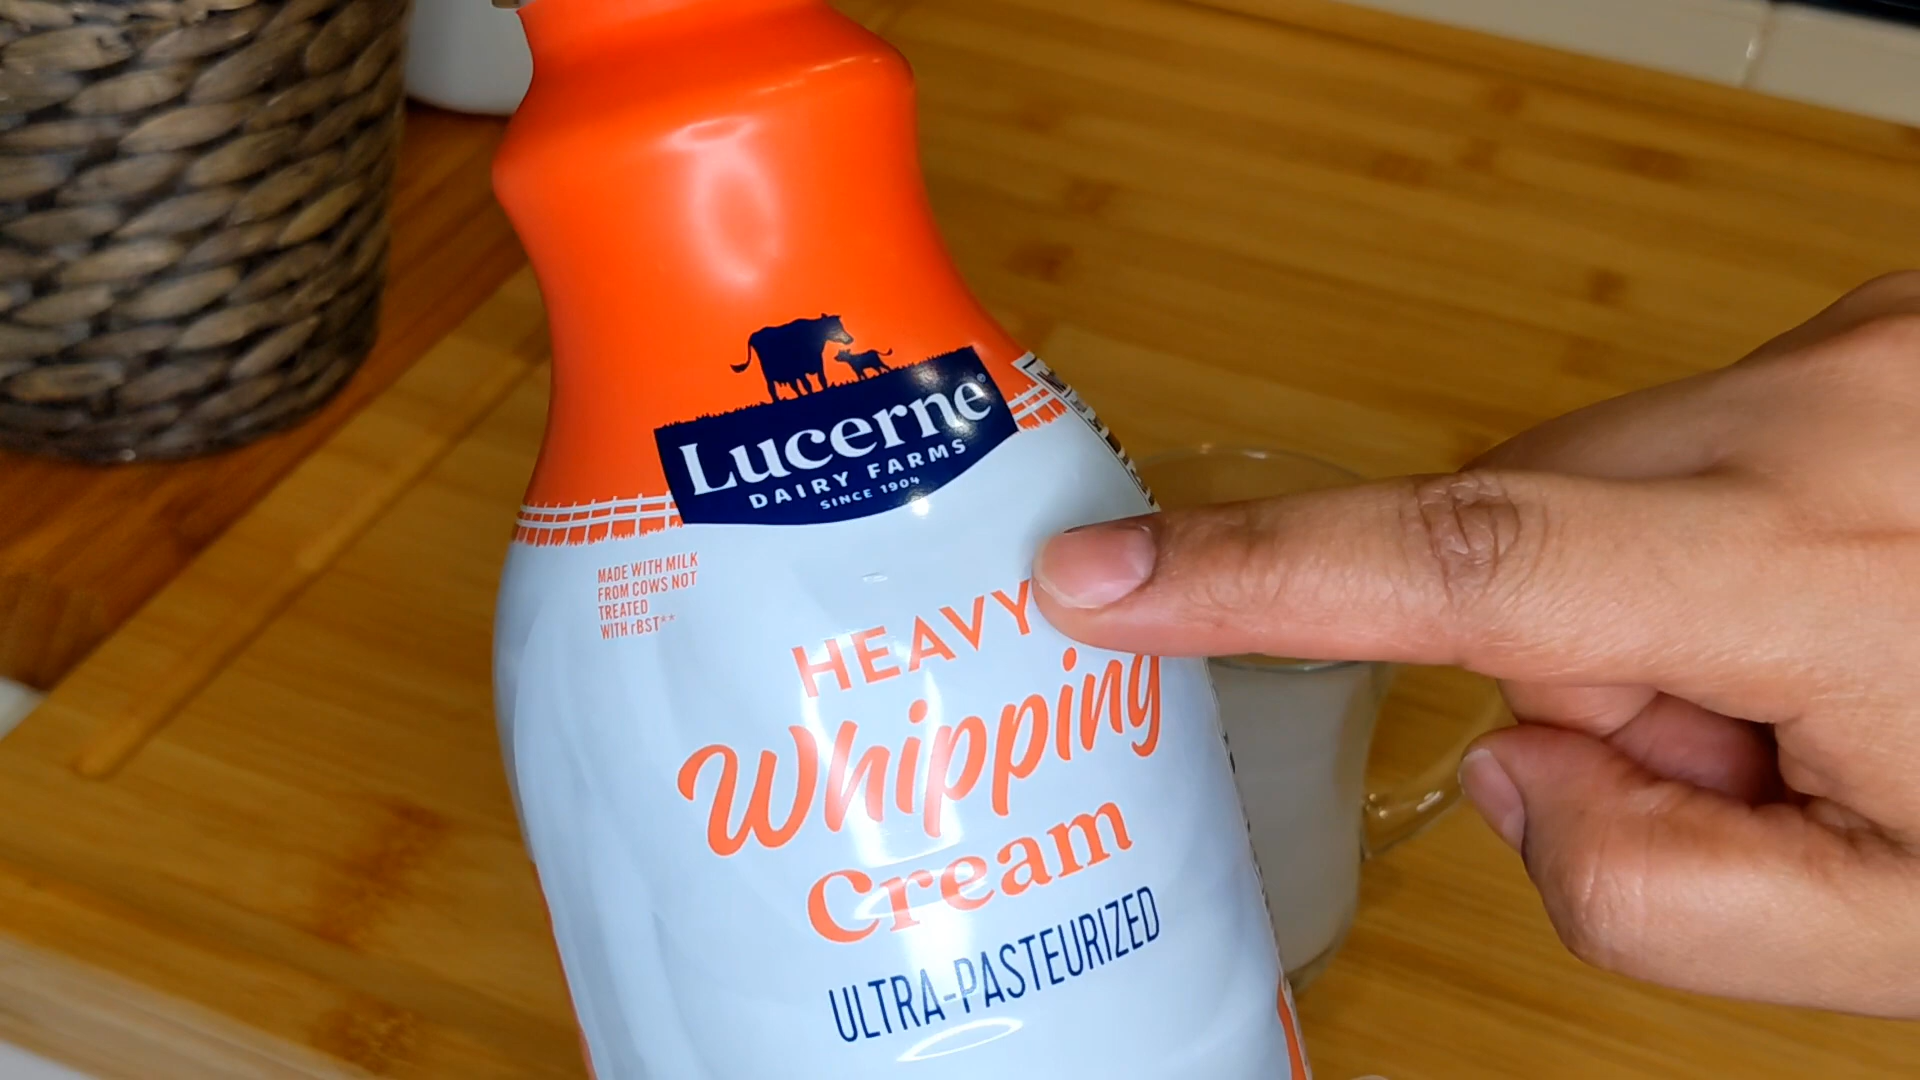 Lucerne®
DAIRY FARMS
SINCE 1904
MADE WITH MILK
FROM COWS NOT
TREATED
WITH rBST**
HEAVY
Whipping
Cream
ULTRA-PASTEURIZED